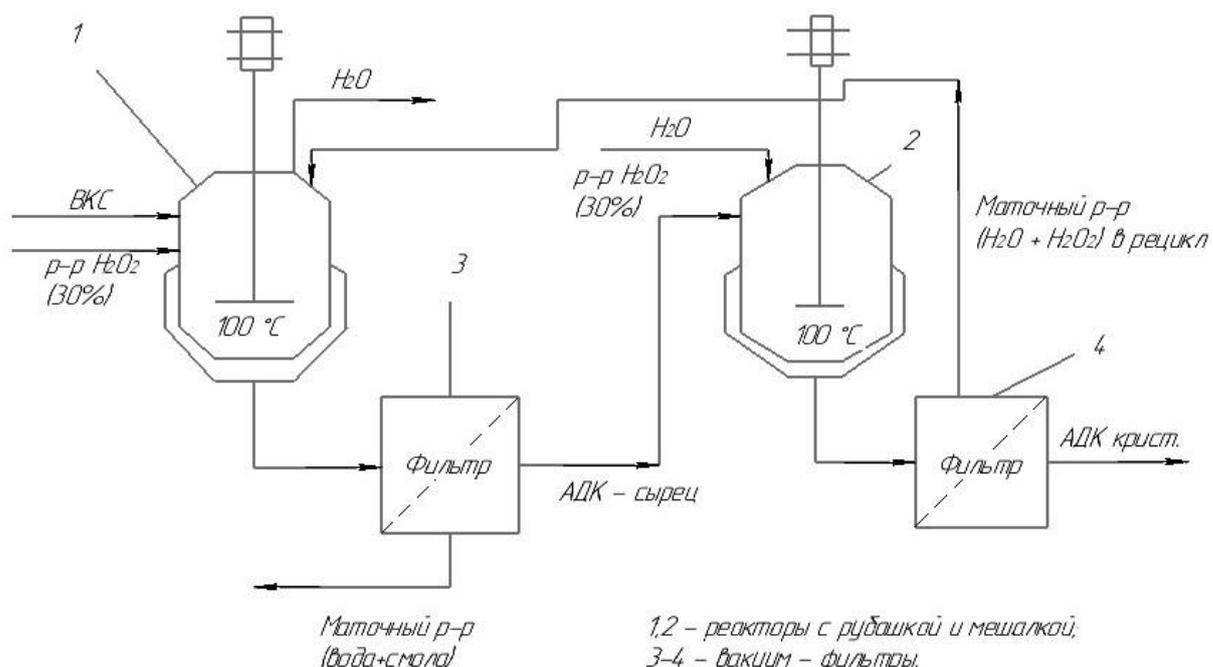 1
H2O
H2O
2
ВКС
р-р H2O2
(30%)
р-р H2O2
(30%)
Маточный р-р
(H2O + H2O2) в рецикл
3
100 °C
100 °C
4
Фильтр
АДК - сырец
Фильтр
АДК крист.
Маточный р-р
(вода+смола)
1,2 - реакторы с рубашкой и мешалкой;
3-4 - вакуум - фильтры.